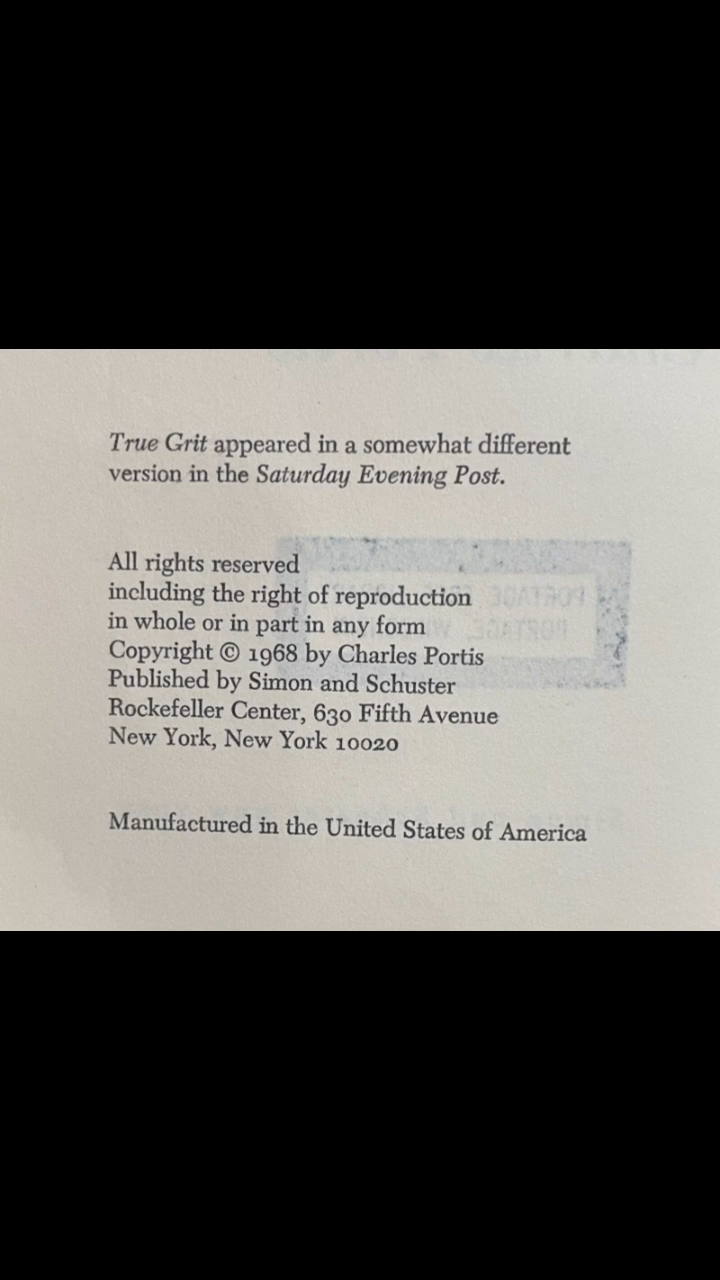 True Grit appeared in a somewhat different
version in the Saturday Evening Post.
All rights reserved
including the right of reproduction
in whole or in part in any form
Copyright © 1968 by Charles Portis
Published by Simon and Schuster
Rockefeller Center, 630 Fifth Avenue
New York, New York 10020
Manufactured in the United States of America